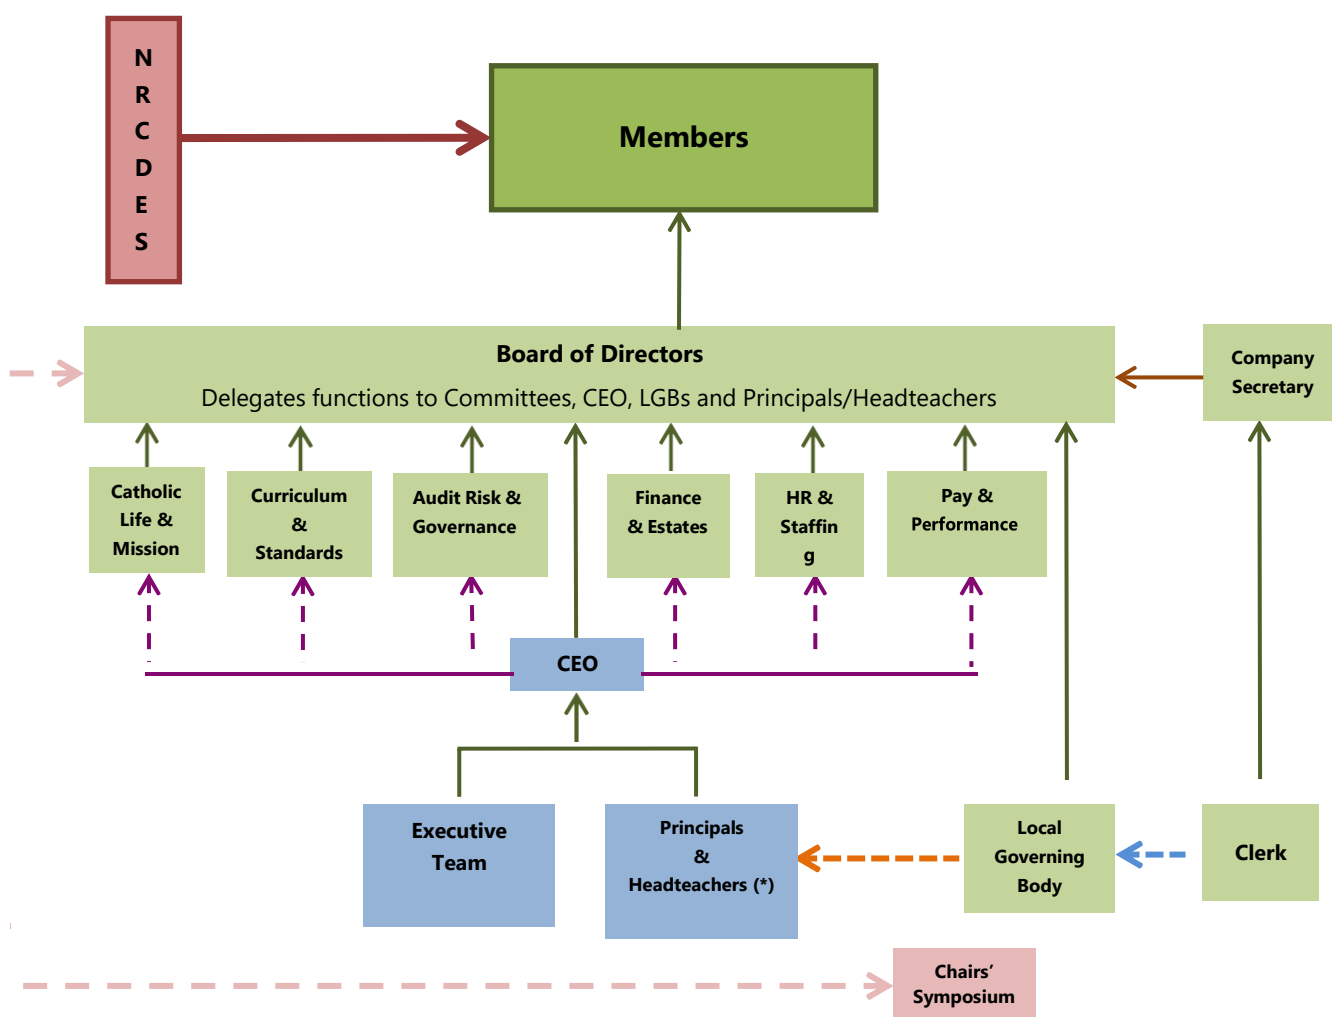 N
R
C
D
E
S
Members
Board of Directors
Delegates functions to Committees, CEO, LGBs and Principals/Headteachers
Company
Secretary
Catholic
Life &
Mission
Curriculum
&
Standards
Audit Risk &
Governance
Finance
& Estates
HR &
Staffin
g
Pay &
Performance
CEO
Executive
Team
Principals
&
Headteachers (*)
Local
Governing
Body
Clerk
Chairs’
Symposium